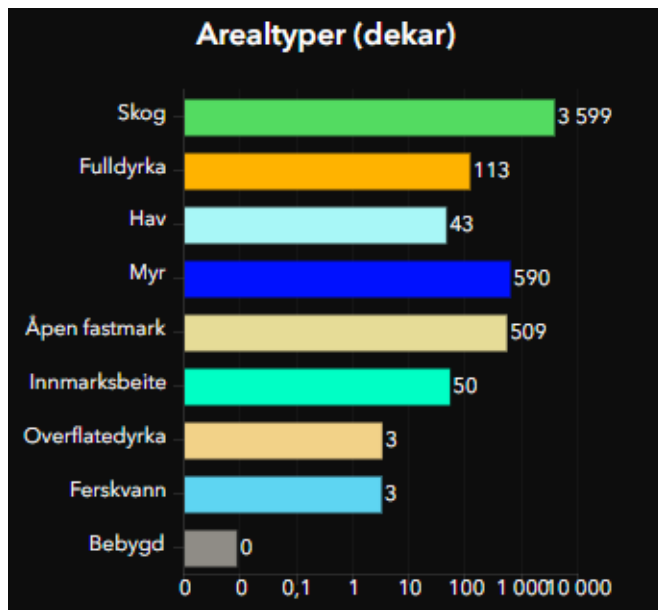 Arealtyper (dekar)
Skog 3 599
Fulldyrka 113
Hav 43
Myr 590
Åpen fastmark 509
Innmarksbeite 50
Overflatedyrka 3
Ferskvann 3
Bebygd 0
0 0 0,1 1 10 100 1 000 10 000